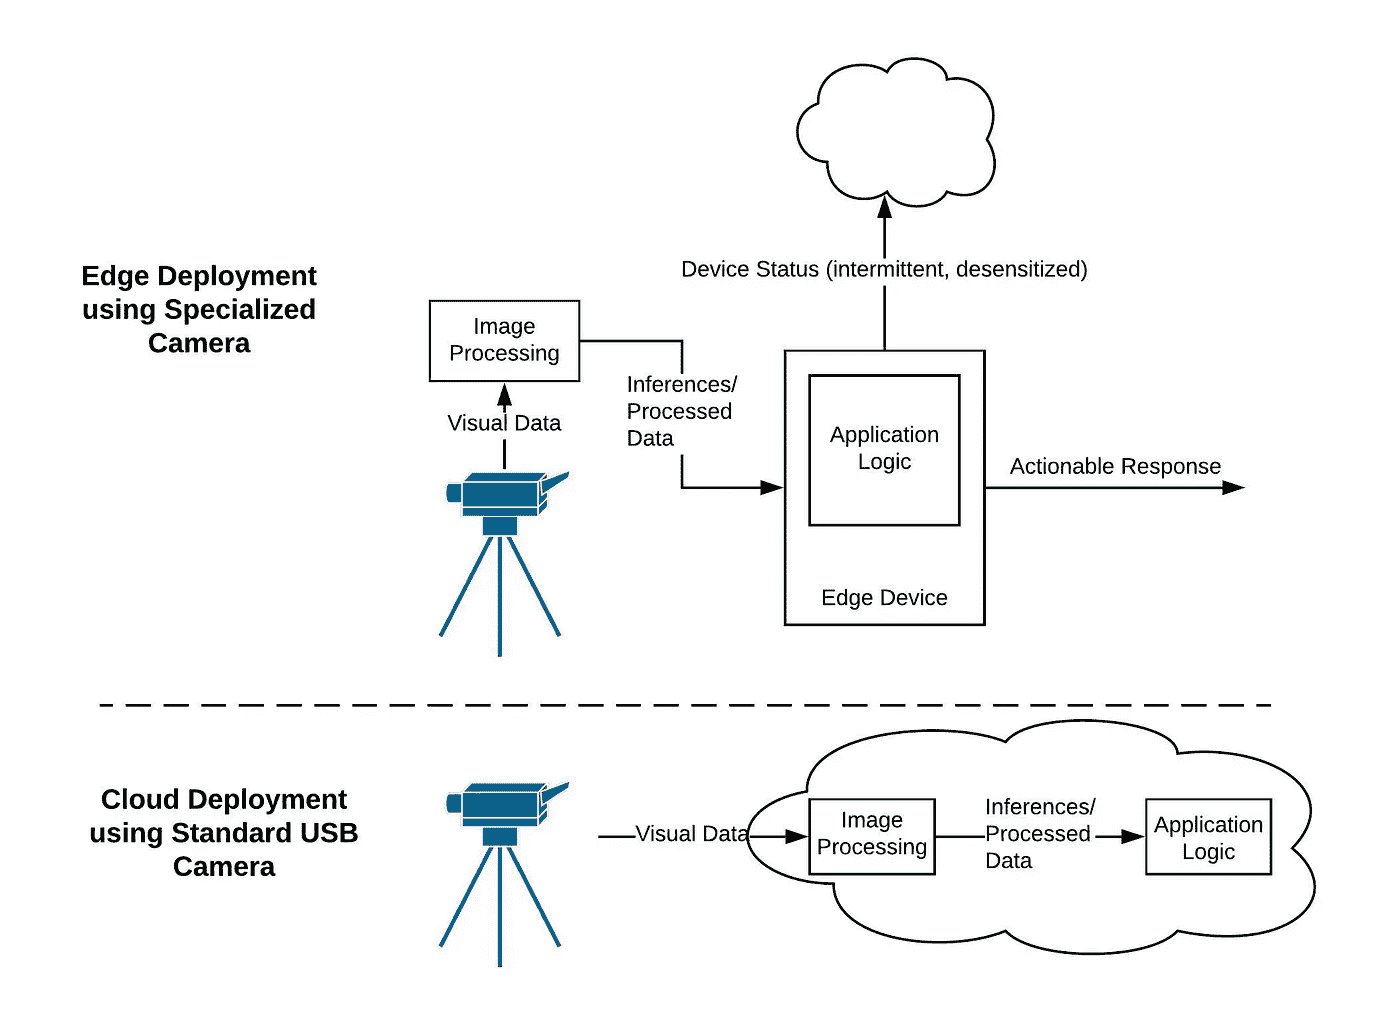 Device Status (intermittent, desensitized)
Edge Deployment
using Specialized
Camera
Image
Processing
Visual Data
Inferences/
Processed
Data
Application
Logic
Actionable Response
Edge Device
Cloud Deployment
using Standard USB
Camera
Visual Data
Image
Processing
Inferences/
Processed
Data
Application
Logic